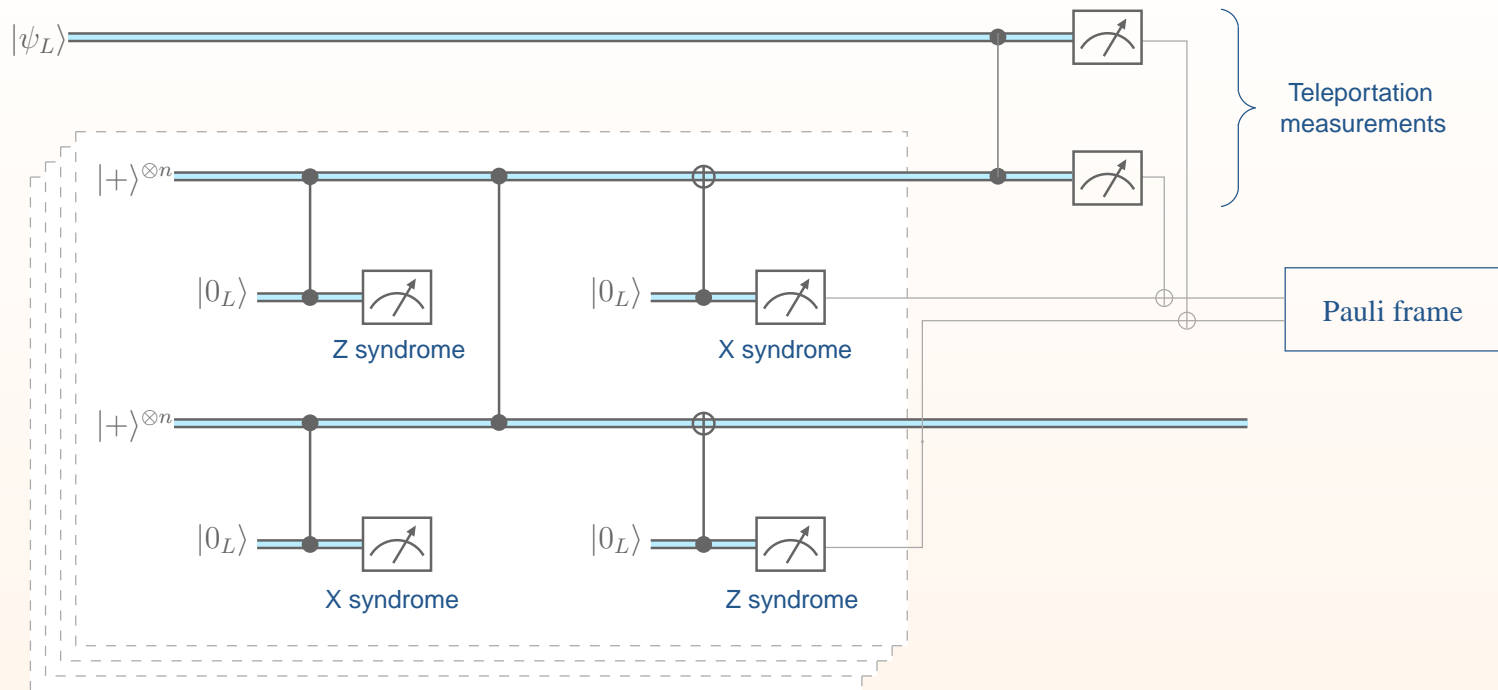 |ψ_L⟩
Teleportation
measurements
|+⟩^{⊗n}
|0_L⟩
|0_L⟩
Z syndrome
X syndrome
Pauli frame
|+⟩^{⊗n}
|0_L⟩
|0_L⟩
X syndrome
Z syndrome